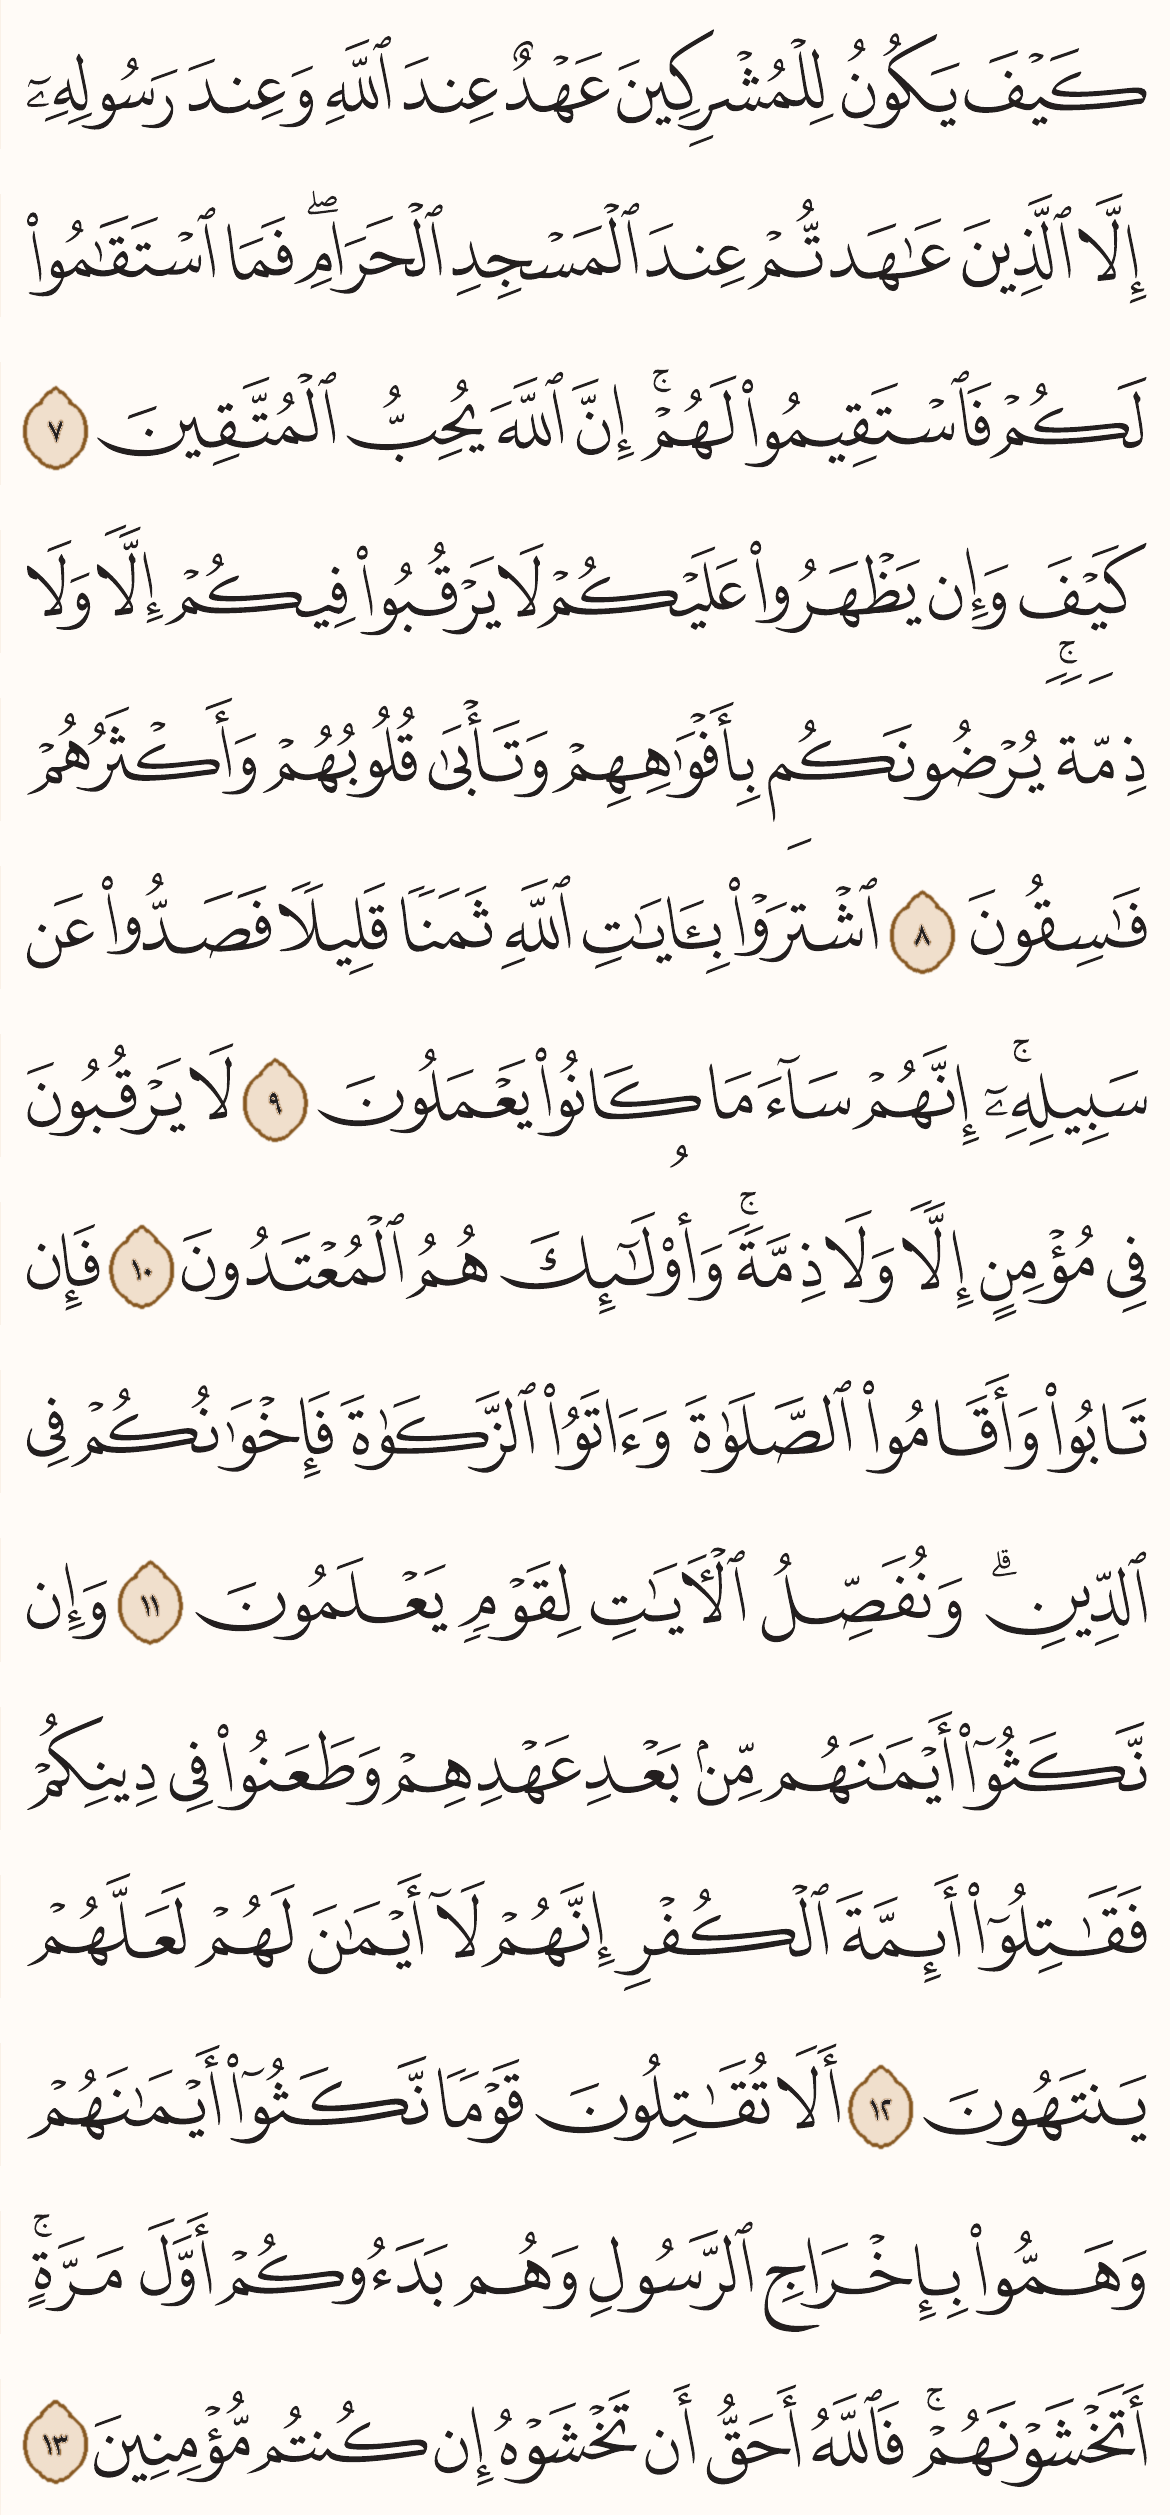 كَيْفَ يَكُونُ لِلْمُشْرِكِينَ عَهْدٌ عِندَ ٱللَّهِ وَعِندَ رَسُولِهِۦٓ
إِلَّا ٱلَّذِينَ عَٰهَدتُّمْ عِندَ ٱلْمَسْجِدِ ٱلْحَرَامِ ۖ فَمَا ٱسْتَقَٰمُوا۟
لَكُمْ فَٱسْتَقِيمُوا۟ لَهُمْ ۚ إِنَّ ٱللَّهَ يُحِبُّ ٱلْمُتَّقِينَ ٧
كَيْفَ وَإِن يَظْهَرُوا۟ عَلَيْكُمْ لَا يَرْقُبُوا۟ فِيكُمْ إِلًّا وَلَا
ذِمَّةً ۚ يُرْضُونَكُم بِأَفْوَٰهِهِمْ وَتَأْبَىٰ قُلُوبُهُمْ وَأَكْثَرُهُمْ
فَٰسِقُونَ ٨ ٱشْتَرَوْا۟ بِـَٔايَٰتِ ٱللَّهِ ثَمَنًا قَلِيلًا فَصَدُّوا۟ عَن
سَبِيلِهِۦٓ ۚ إِنَّهُمْ سَآءَ مَا كَانُوا۟ يَعْمَلُونَ ٩ لَا يَرْقُبُونَ
فِى مُؤْمِنٍ إِلًّا وَلَا ذِمَّةً ۚ وَأُو۟لَٰٓئِكَ هُمُ ٱلْمُعْتَدُونَ ١٠ فَإِن
تَابُوا۟ وَأَقَامُوا۟ ٱلصَّلَوٰةَ وَءَاتَوُا۟ ٱلزَّكَوٰةَ فَإِخْوَٰنُكُمْ فِى
ٱلدِّينِ ۗ وَنُفَصِّلُ ٱلْـَٔايَٰتِ لِقَوْمٍ يَعْلَمُونَ ١١ وَإِن
نَّكَثُوٓا۟ أَيْمَٰنَهُم مِّنۢ بَعْدِ عَهْدِهِمْ وَطَعَنُوا۟ فِى دِينِكُمْ
فَقَٰتِلُوٓا۟ أَئِمَّةَ ٱلْكُفْرِ إِنَّهُمْ لَآ أَيْمَٰنَ لَهُمْ لَعَلَّهُمْ
يَنتَهُونَ ١٢ أَلَا تُقَٰتِلُونَ قَوْمًا نَّكَثُوٓا۟ أَيْمَٰنَهُمْ
وَهَمُّوا۟ بِإِخْرَاجِ ٱلرَّسُولِ وَهُم بَدَءُوكُمْ أَوَّلَ مَرَّةٍ ۚ
أَتَخْشَوْنَهُمْ ۚ فَٱللَّهُ أَحَقُّ أَن تَخْشَوْهُ إِن كُنتُم مُّؤْمِنِينَ ١٣